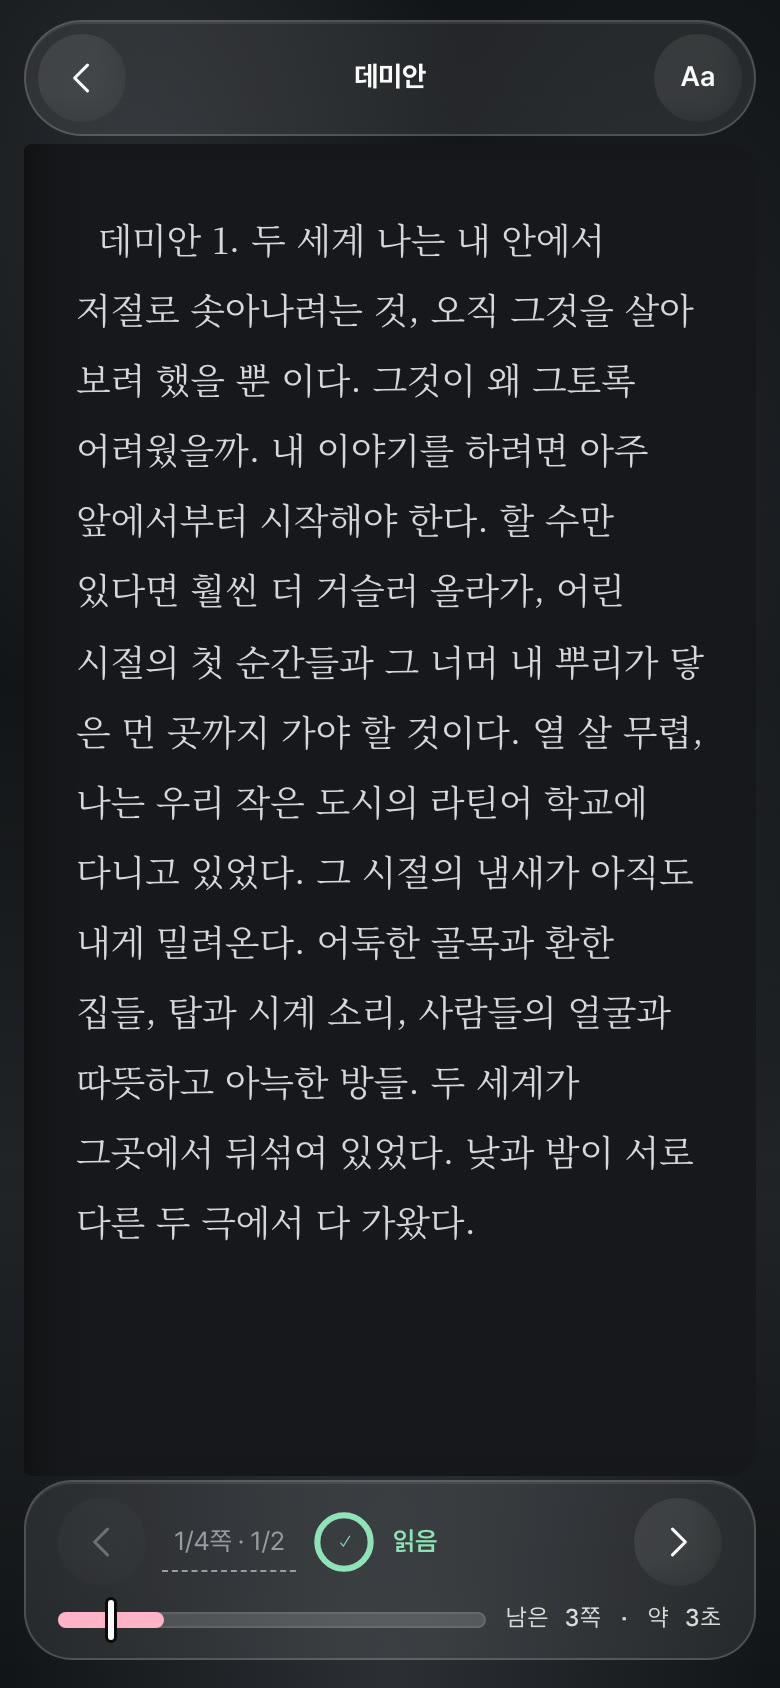 데미안
Aa
데미안 1. 두 세계 나는 내 안에서
저절로 솟아나려는 것, 오직 그것을 살아
보려 했을 뿐 이다. 그것이 왜 그토록
어려웠을까. 내 이야기를 하려면 아주
앞에서부터 시작해야 한다. 할 수만
있다면 훨씬 더 거슬러 올라가, 어린
시절의 첫 순간들과 그 너머 내 뿌리가 닿
은 먼 곳까지 가야 할 것이다. 열 살 무렵,
나는 우리 작은 도시의 라틴어 학교에
다니고 있었다. 그 시절의 냄새가 아직도
내게 밀려온다. 어둑한 골목과 환한
집들, 탑과 시계 소리, 사람들의 얼굴과
따뜻하고 아늑한 방들. 두 세계가
그곳에서 뒤섞여 있었다. 낮과 밤이 서로
다른 두 극에서 다 가왔다.
1/4쪽 · 1/2
✓ 읽음
남은 3쪽 · 약 3초